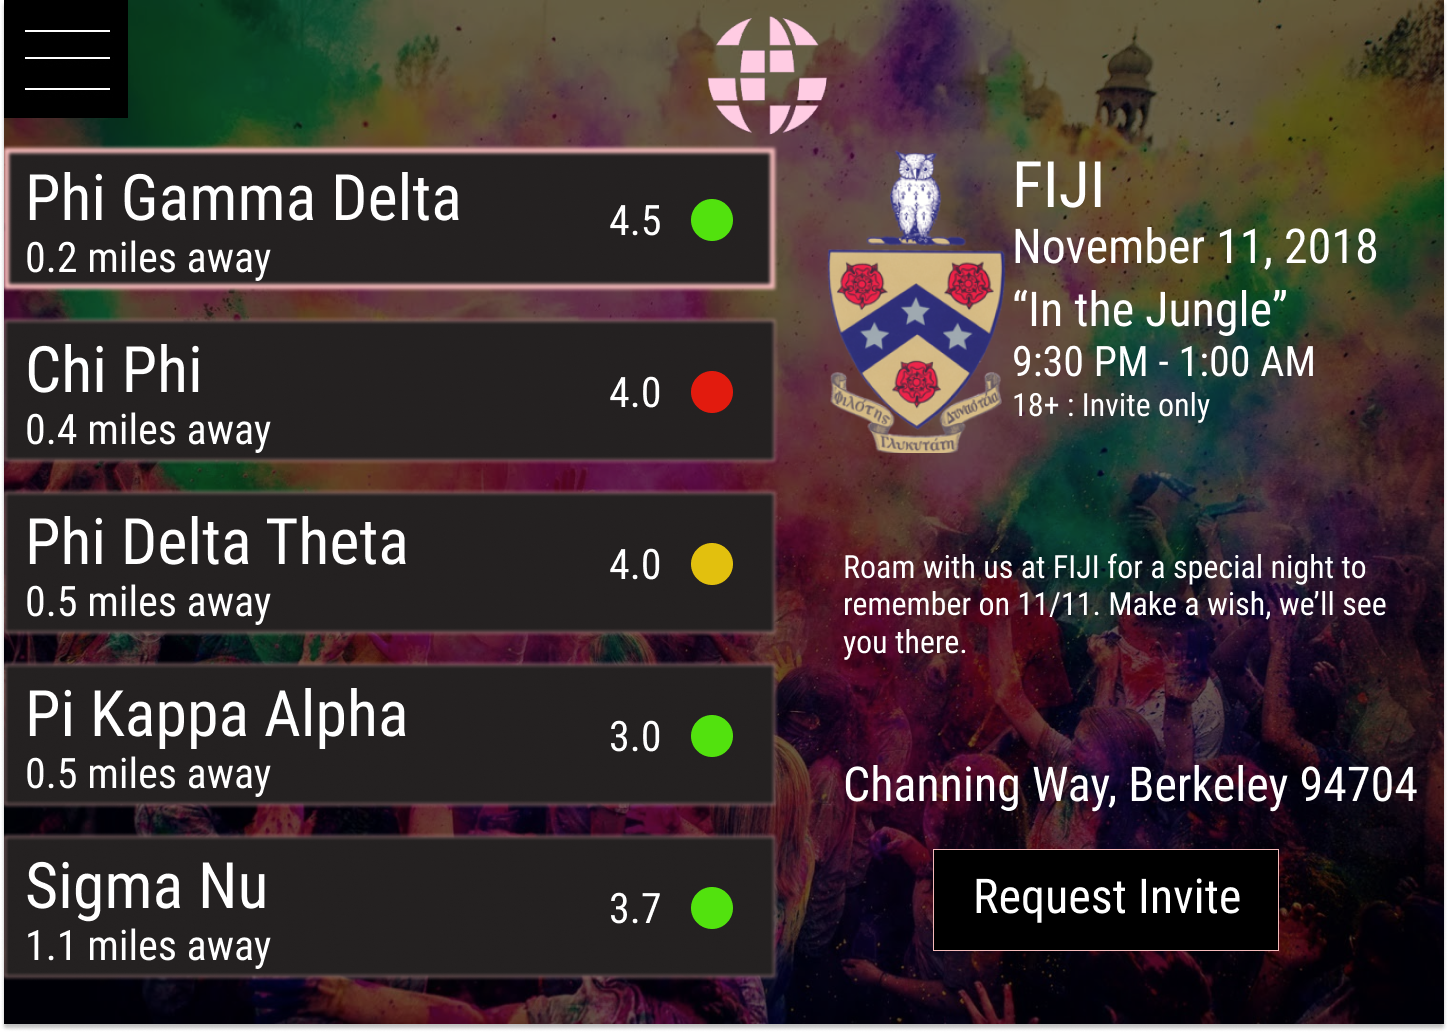 Phi Gamma Delta
0.2 miles away
4.5
Chi Phi
0.4 miles away
4.0
Phi Delta Theta
0.5 miles away
4.0
Pi Kappa Alpha
0.5 miles away
3.0
Sigma Nu
1.1 miles away
3.7
FIJI
November 11, 2018
“In the Jungle”
9:30 PM - 1:00 AM
18+ : Invite only
φιλότης
Δυναστεία
Γλυκυτάτη
Roam with us at FIJI for a special night to
remember on 11/11. Make a wish, we’ll see
you there.
Channing Way, Berkeley 94704
Request Invite